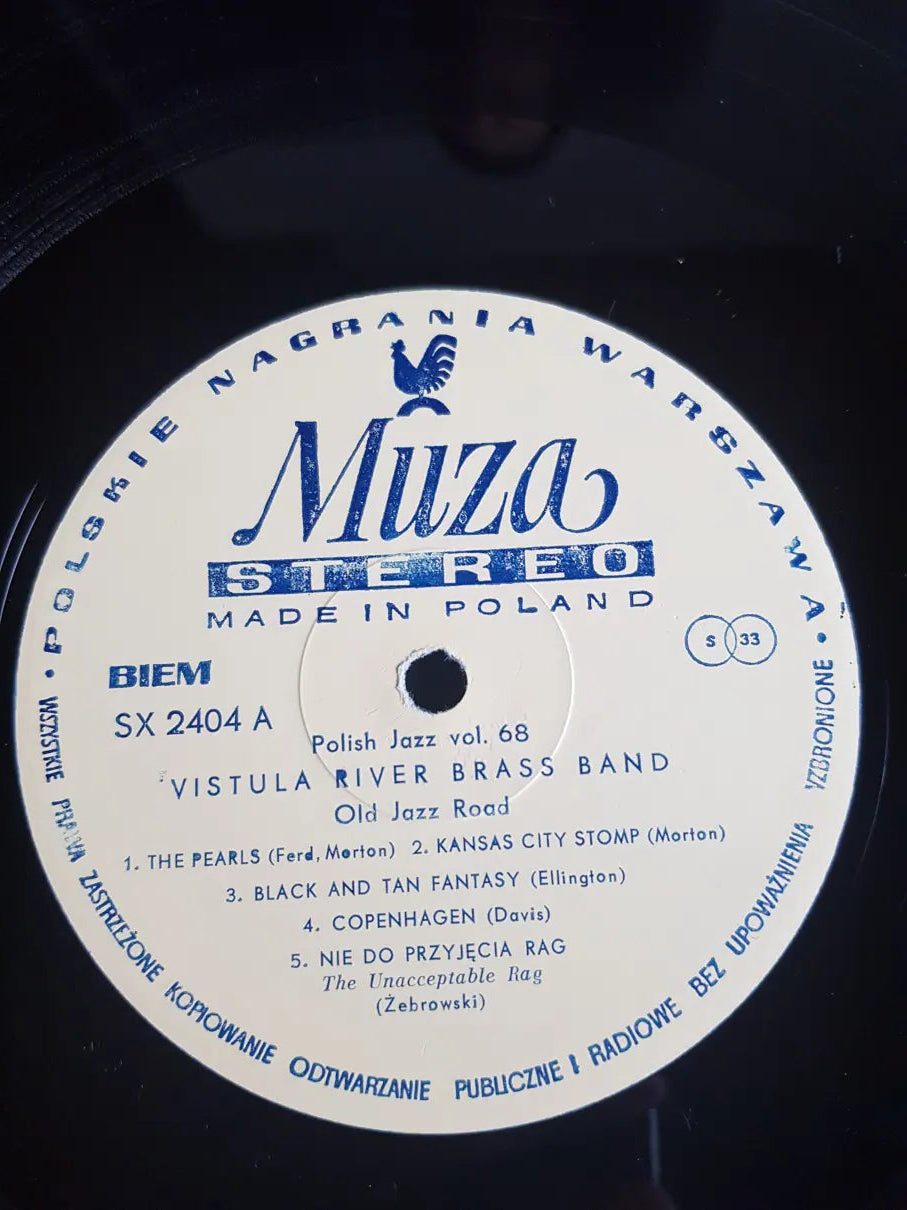 POLSKIE NAGRANIA WARSZAWA
Muza
STEREO
MADE IN POLAND
S 33
BIEM
SX 2404 A
Polish Jazz vol. 68
VISTULA RIVER BRASS BAND
Old Jazz Road
1. THE PEARLS (Ferd, Morton) 2. KANSAS CITY STOMP (Morton)
3. BLACK AND TAN FANTASY (Ellington)
4. COPENHAGEN (Davis)
5. NIE DO PRZYJĘCIA RAG
The Unacceptable Rag
(Żebrowski)
• WSZYSTKIE PRAWA ZASTRZEŻONE KOPIOWANIE ODTWARZANIE PUBLICZNE I RADIOWE BEZ UPOWAŻNIENIA WZBRONIONE •